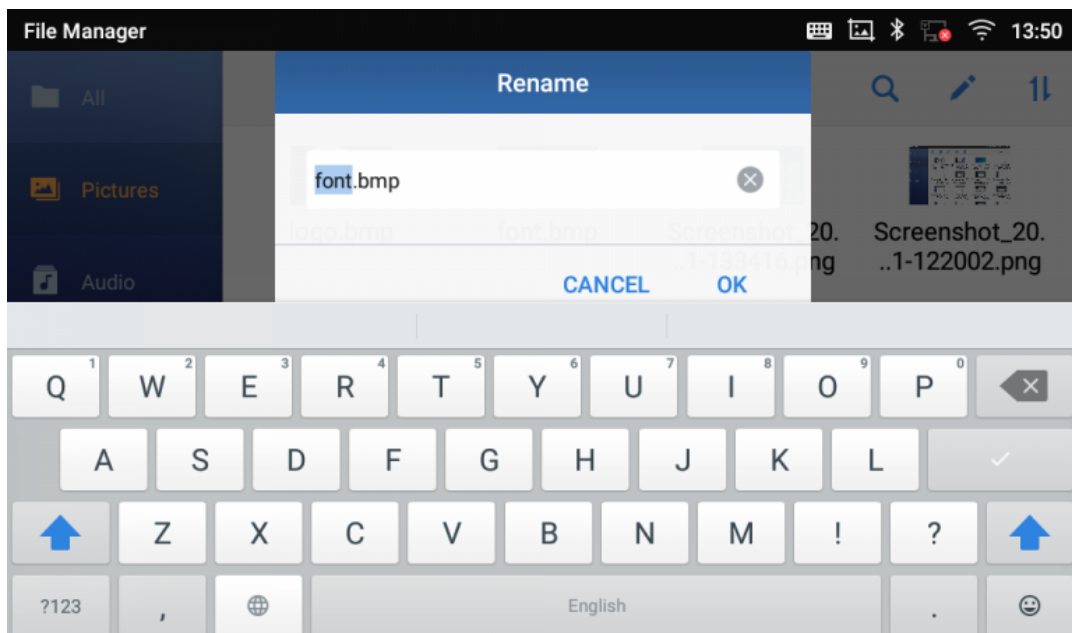 File Manager
13:50
Rename
All
Pictures
Audio
font.bmp
logo.bmp
font.bmp
Screenshot_20.
..1-133416.png
Screenshot_20.
..1-122002.png
CANCEL
OK
Q 1 W 2 E 3 R 4 T 5 Y 6 U 7 I 8 O 9 P 0
A S D F G H J K L
Z X C V B N M ! ?
?123 , English .